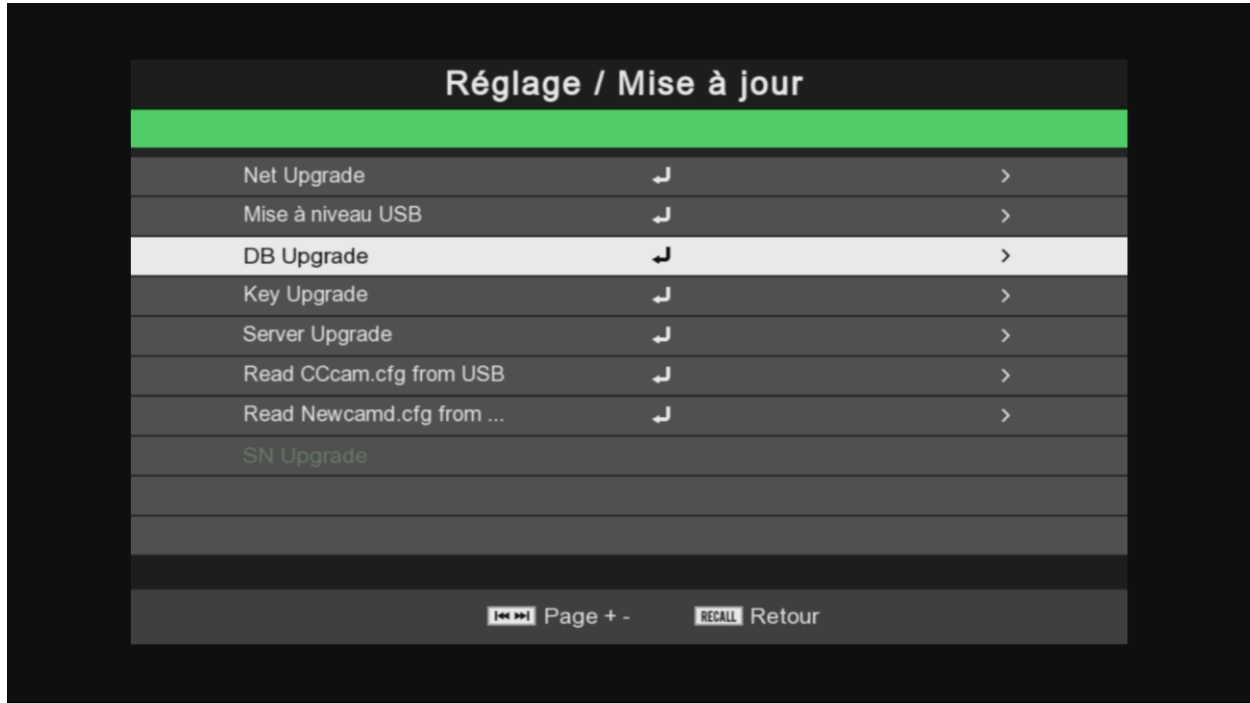 Réglage / Mise à jour
Net Upgrade
Mise à niveau USB
DB Upgrade
Key Upgrade
Server Upgrade
Read CCcam.cfg from USB
Read Newcamd.cfg from ...
SN Upgrade
Page + - RECALL Retour